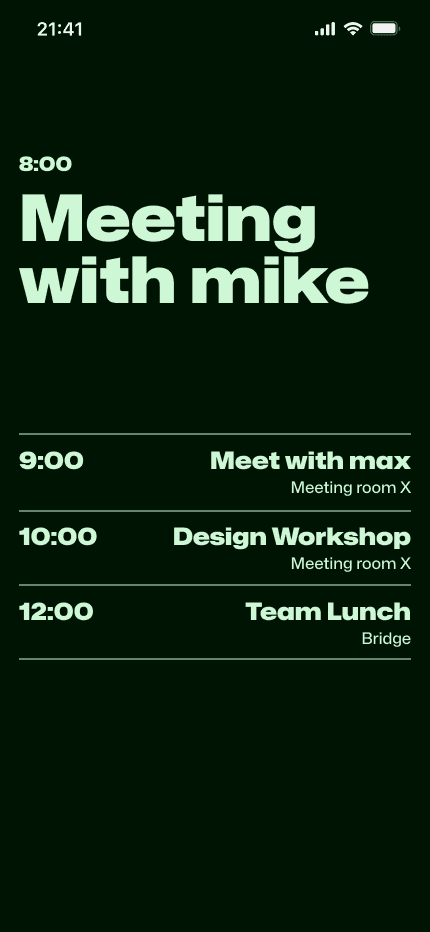 21:41
8:00
Meeting
with mike
9:00 Meet with max
Meeting room X
10:00 Design Workshop
Meeting room X
12:00 Team Lunch
Bridge